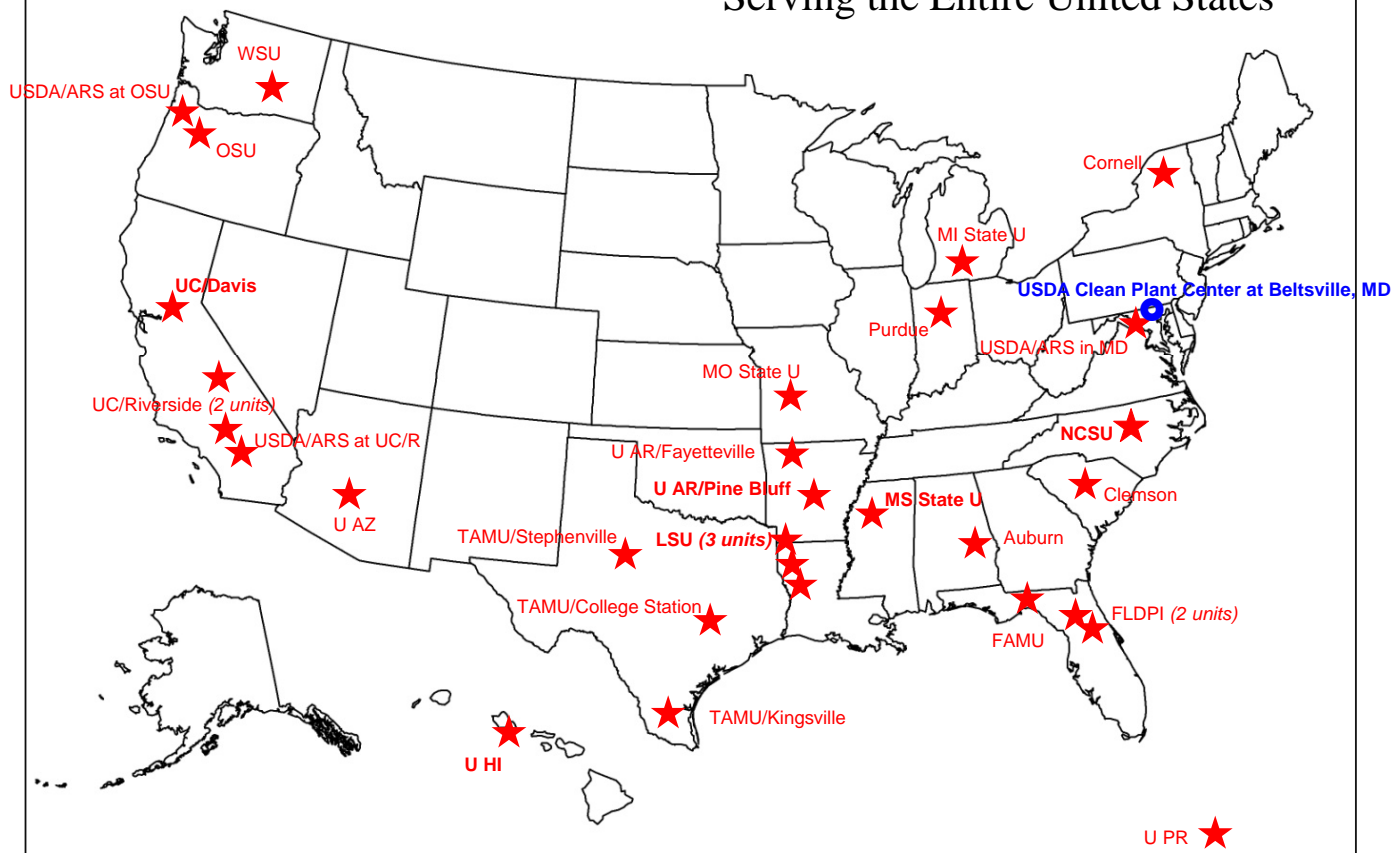 Serving the Entire United States
WSU
USDA/ARS at OSU
OSU
Cornell
MI State U
UC/Davis
USDA Clean Plant Center at Beltsville, MD
Purdue
USDA/ARS in MD
MO State U
UC/Riverside (2 units)
NCSU
USDA/ARS at UC/R
U AR/Fayetteville
U AR/Pine Bluff
MS State U
Clemson
U AZ
TAMU/Stephenville
LSU (3 units)
Auburn
TAMU/College Station
FLDPI (2 units)
FAMU
TAMU/Kingsville
U HI
U PR